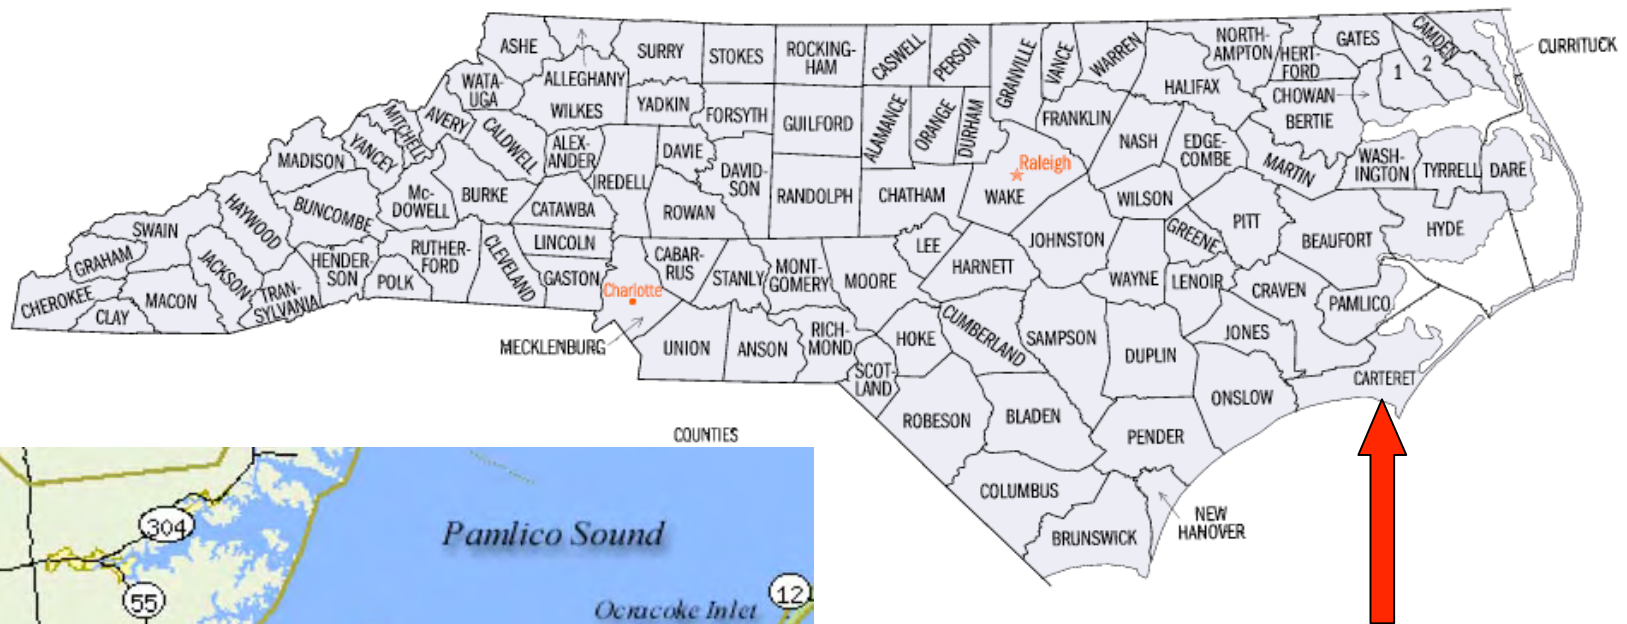 ASHE
ALLEGHANY
SURRY
STOKES
ROCKING-
HAM
CASWELL
PERSON
GRANVILLE
VANCE
WARREN
NORTH-
AMPTON
HERT-
FORD
GATES
CAMDEN
CURRITUCK
1
2
WATA-
UGA
WILKES
YADKIN
FORSYTH
GUILFORD
ALAMANCE
ORANGE
DURHAM
FRANKLIN
HALIFAX
CHOWAN
BERTIE
MITCHELL
AVERY
CALDWELL
ALEX-
ANDER
IREDELL
DAVIE
DAVID-
SON
RANDOLPH
CHATHAM
Raleigh
WAKE
NASH
EDGE-
COMBE
MARTIN
WASH-
INGTON
TYRRELL
DARE
MADISON
YANCEY
Mc-
DOWELL
BURKE
CATAWBA
ROWAN
WILSON
PITT
BEAUFORT
HYDE
SWAIN
HAYWOOD
BUNCOMBE
HENDER-
SON
RUTHER-
FORD
POLK
CLEVELAND
LINCOLN
GASTON
CABAR-
RUS
STANLY
MONT-
GOMERY
MOORE
LEE
HARNETT
JOHNSTON
WAYNE
GREENE
LENOIR
CRAVEN
PAMLICO
GRAHAM
CHEROKEE
CLAY
MACON
JACKSON
TRAN-
SYLVANIA
Charlotte
MECKLENBURG
UNION
ANSON
RICH-
MOND
SCOT-
LAND
HOKE
CUMBERLAND
SAMPSON
DUPLIN
JONES
CARTERET
ONSLOW
ROBESON
BLADEN
PENDER
COLUMBUS
BRUNSWICK
NEW
HANOVER
COUNTIES
304
55
Pamlico Sound
Ocracoke Inlet
12